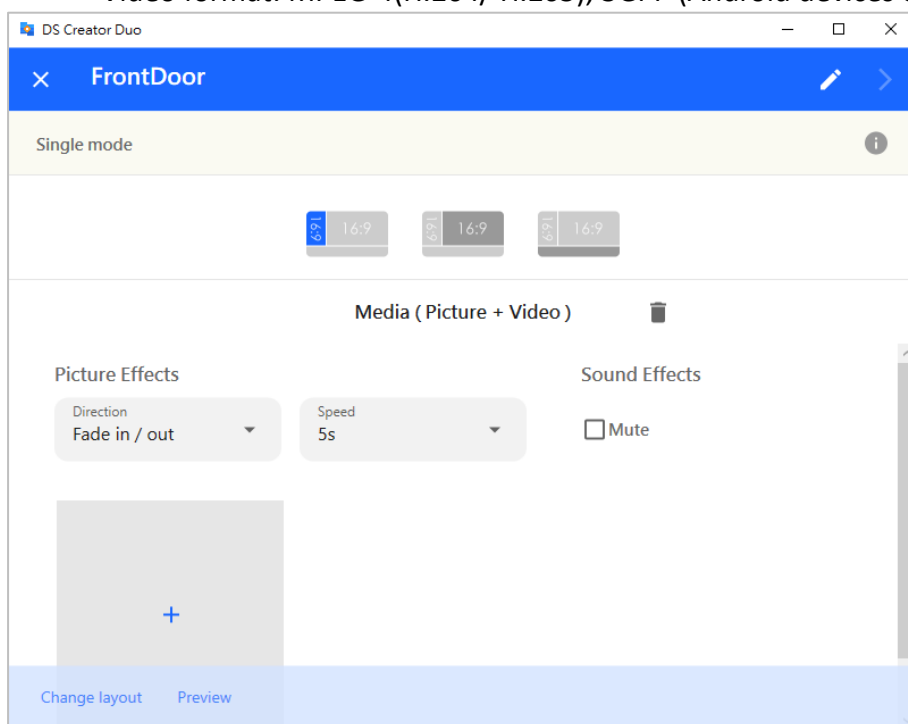 DS Creator Duo
FrontDoor
Single mode
16:9 16:9
16:9 16:9
16:9 16:9
Media ( Picture + Video )
Picture Effects
Sound Effects
Direction
Fade in / out
Speed
5s
Mute
+
Change layout Preview